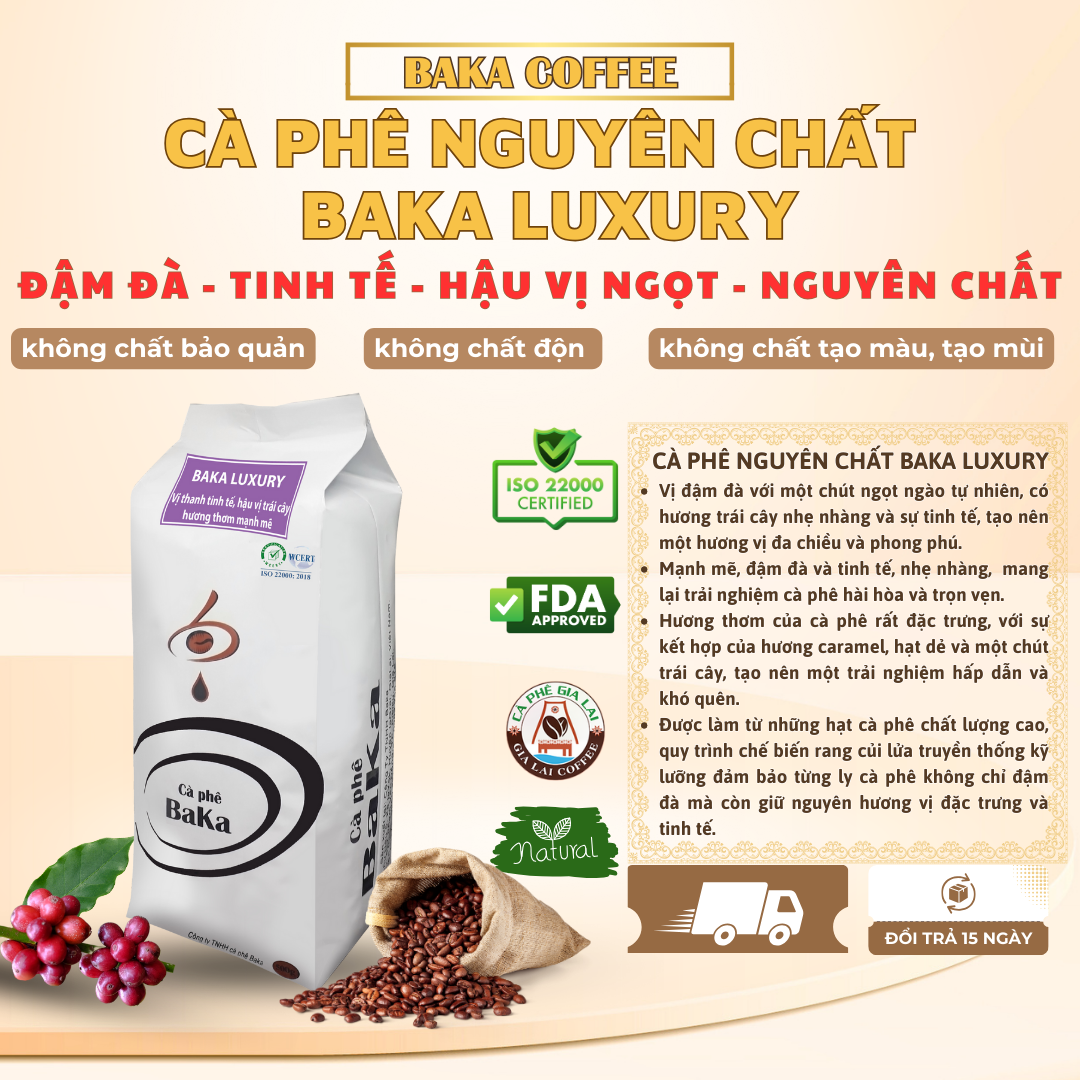 BAKA COFFEE
CÀ PHÊ NGUYÊN CHẤT
BAKA LUXURY
ĐẬM ĐÀ - TINH TẾ - HẬU VỊ NGỌT - NGUYÊN CHẤT
không chất bảo quản
không chất độn
không chất tạo màu, tạo mùi
BAKA LUXURY
Vị thanh tinh tế, hậu vị trái cây
hương thơm mạnh mẽ
WCERT
ISO 22000: 2018
Cà phê
BaKa
Cà phê
BaKa
Công ty TNHH cà phê Baka
ISO 22000
CERTIFIED
FDA
APPROVED
CÀ PHÊ GIA LAI
GIA LAI COFFEE
Natural
CÀ PHÊ NGUYÊN CHẤT BAKA LUXURY
• Vị đậm đà với một chút ngọt ngào tự nhiên, có
hương trái cây nhẹ nhàng và sự tinh tế, tạo nên
một hương vị đa chiều và phong phú.
• Mạnh mẽ, đậm đà và tinh tế, nhẹ nhàng, mang
lại trải nghiệm cà phê hài hòa và trọn vẹn.
• Hương thơm của cà phê rất đặc trưng, với sự
kết hợp của hương caramel, hạt dẻ và một chút
trái cây, tạo nên một trải nghiệm hấp dẫn và
khó quên.
• Được làm từ những hạt cà phê chất lượng cao,
quy trình chế biến rang củi lửa truyền thống kỹ
lưỡng đảm bảo từng ly cà phê không chỉ đậm
đà mà còn giữ nguyên hương vị đặc trưng và
tinh tế.
ĐỔI TRẢ 15 NGÀY